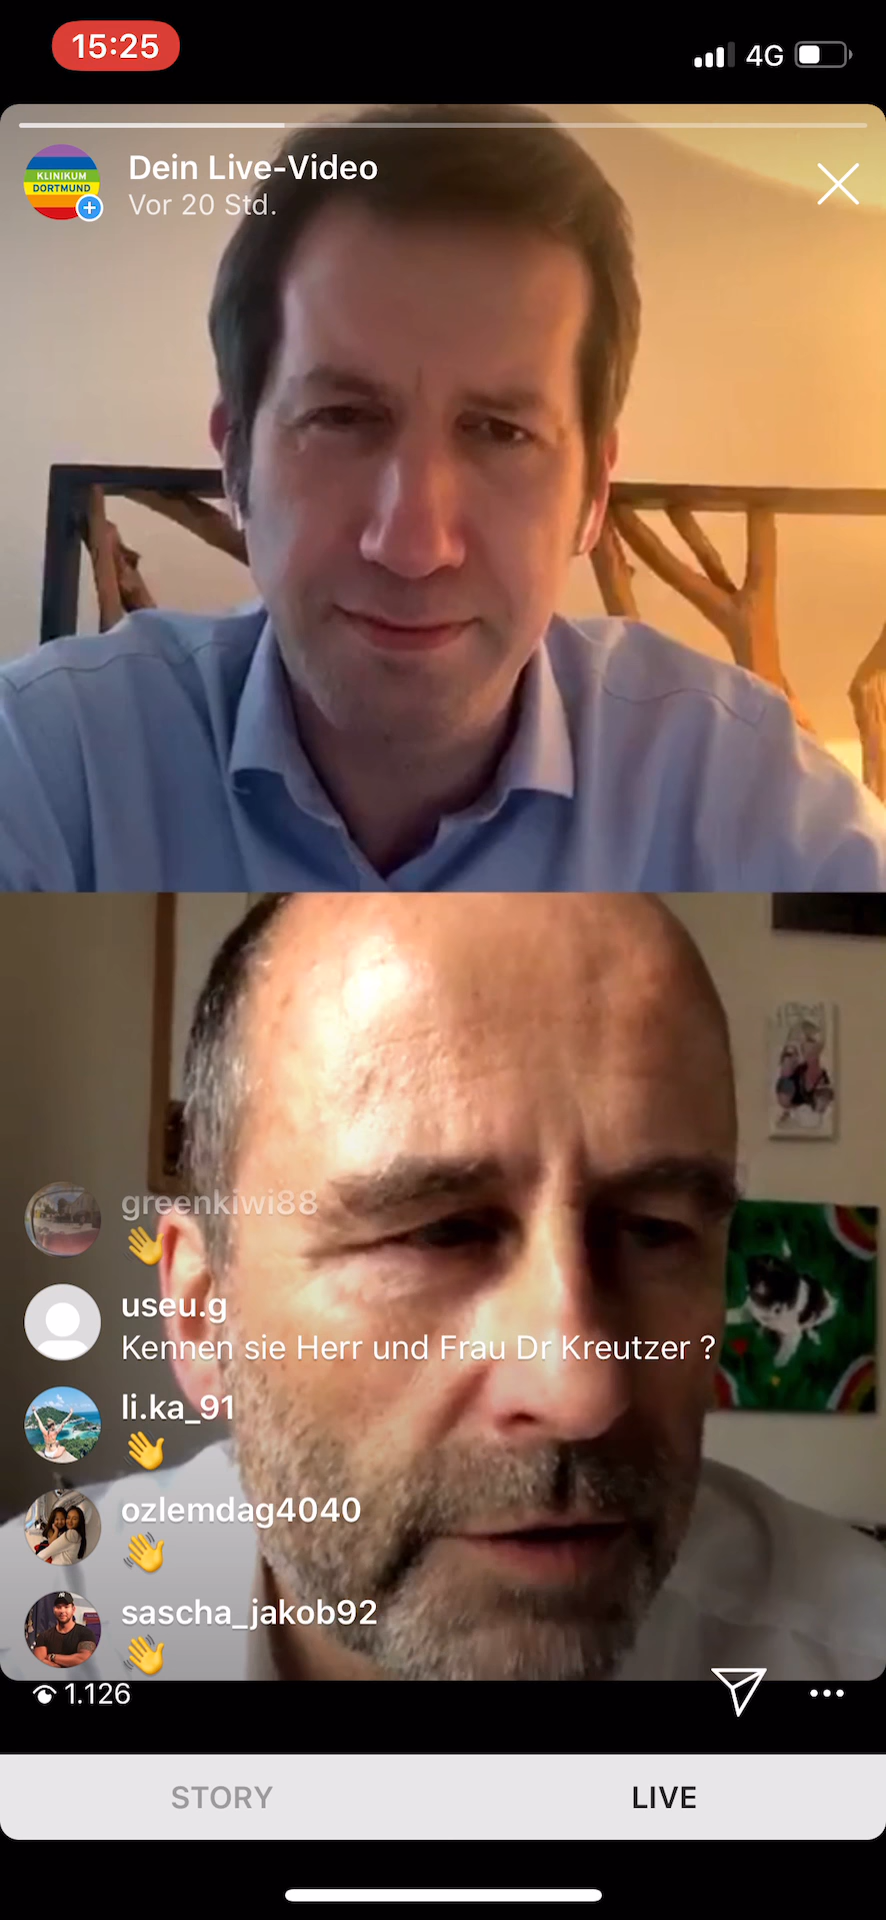 15:25
4G
KLINIKUM
DORTMUND
Dein Live-Video
Vor 20 Std.
greenkiwi88
👋
useu.g
Kennen sie Herr und Frau Dr Kreutzer ?
li.ka_91
👋
ozlemdag4040
👋
sascha_jakob92
👋
1.126
STORY
LIVE